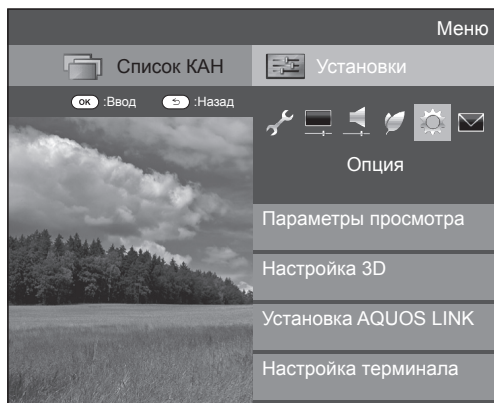 Меню
Список КАН
Установки
OK :Ввод :Назад
Опция
Параметры просмотра
Настройка 3D
Установка AQUOS LINK
Настройка терминала